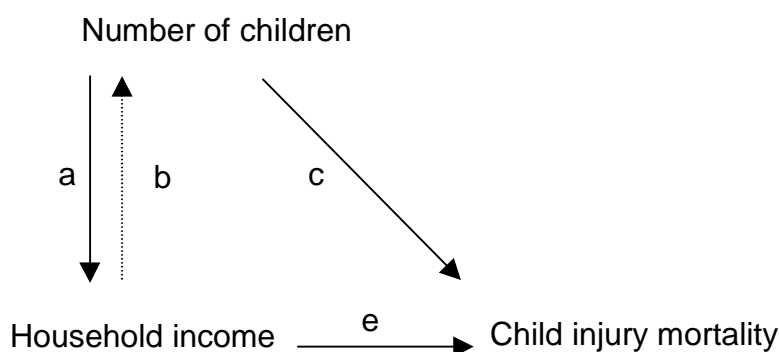 Number of children
a
b
c
Household income
e
Child injury mortality